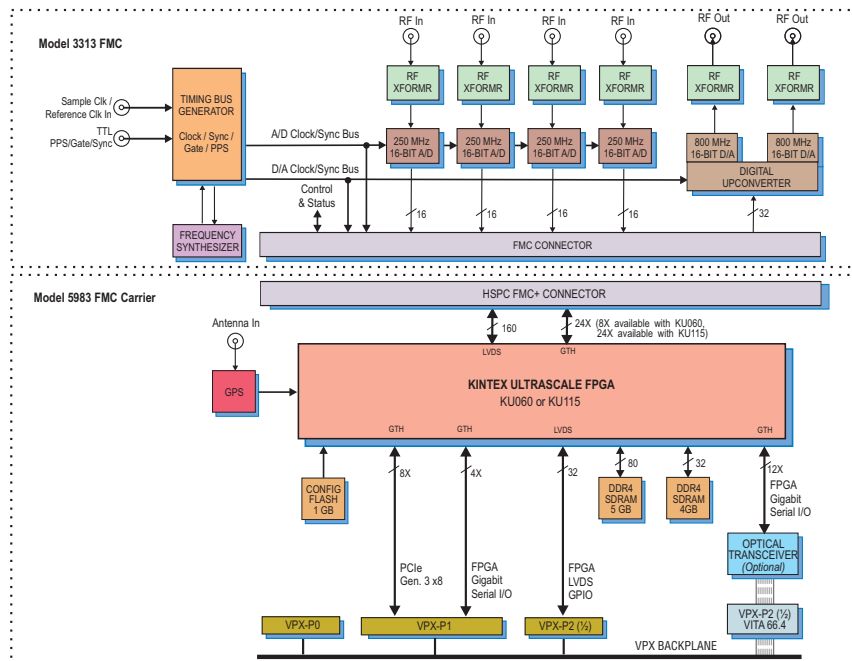 Model 3313 FMC
RF In
RF In
RF In
RF In
RF Out
RF Out
RF
XFORMR
RF
XFORMR
RF
XFORMR
RF
XFORMR
RF
XFORMR
RF
XFORMR
Sample Clk /
Reference Clk In
TTL
PPS/Gate/Sync
TIMING BUS
GENERATOR
Clock / Sync /
Gate / PPS
A/D Clock/Sync Bus
250 MHz
16-BIT A/D
250 MHz
16-BIT A/D
250 MHz
16-BIT A/D
250 MHz
16-BIT A/D
800 MHz
16-BIT D/A
800 MHz
16-BIT D/A
DIGITAL
UPCONVERTER
D/A Clock/Sync Bus
Control
& Status
16
16
16
16
32
FREQUENCY
SYNTHESIZER
FMC CONNECTOR
Model 5983 FMC Carrier
HSPC FMC+ CONNECTOR
Antenna In
160
24X (8X available with KU060,
24X available with KU115)
LVDS
GTH
GPS
KINTEX ULTRASCALE FPGA
KU060 or KU115
GTH
GTH
LVDS
GTH
8X
4X
32
80
32
12X
CONFIG
FLASH
1 GB
DDR4
SDRAM
5 GB
DDR4
SDRAM
4GB
FPGA
Gigabit
Serial I/O
OPTICAL
TRANSCEIVER
(Optional)
PCIe
Gen. 3 x8
FPGA
Gigabit
Serial I/O
FPGA
LVDS
GPIO
VPX-P0
VPX-P1
VPX-P2 (½)
VPX-P2 (½)
VITA 66.4
VPX BACKPLANE